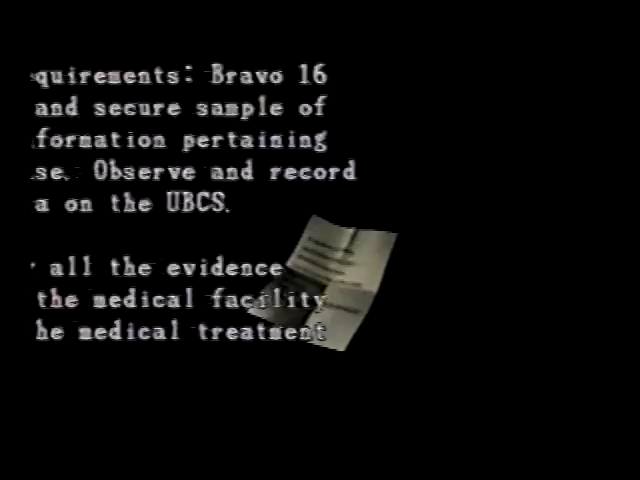 quirements: Bravo 16
and secure sample of
formation pertaining
se. Observe and record
a on the UBCS.
all the evidence
the medical facility
he medical treatment